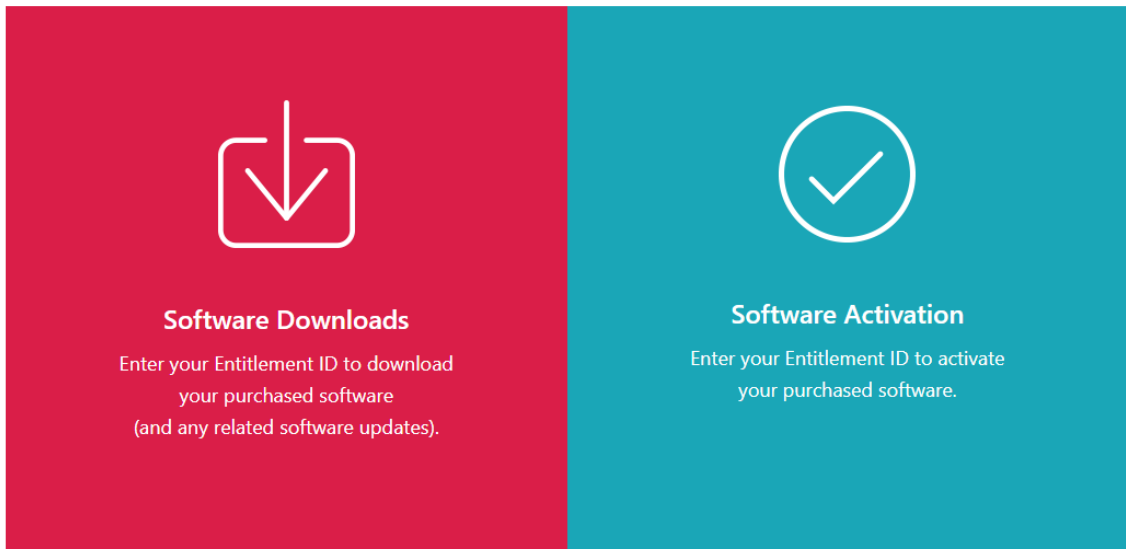 Software Downloads
Enter your Entitlement ID to download
your purchased software
(and any related software updates).
Software Activation
Enter your Entitlement ID to activate
your purchased software.